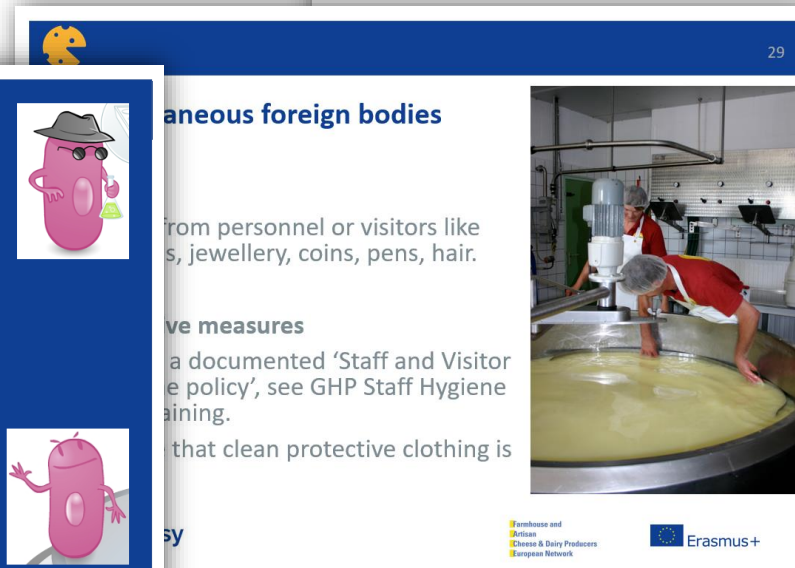 29
aneous foreign bodies
from personnel or visitors like
s, jewellery, coins, pens, hair.
ve measures
a documented ‘Staff and Visitor
e policy’, see GHP Staff Hygiene
aining.
that clean protective clothing is
sy
Farmhouse and
Artisan
Cheese & Dairy Producers
European Network
Erasmus+